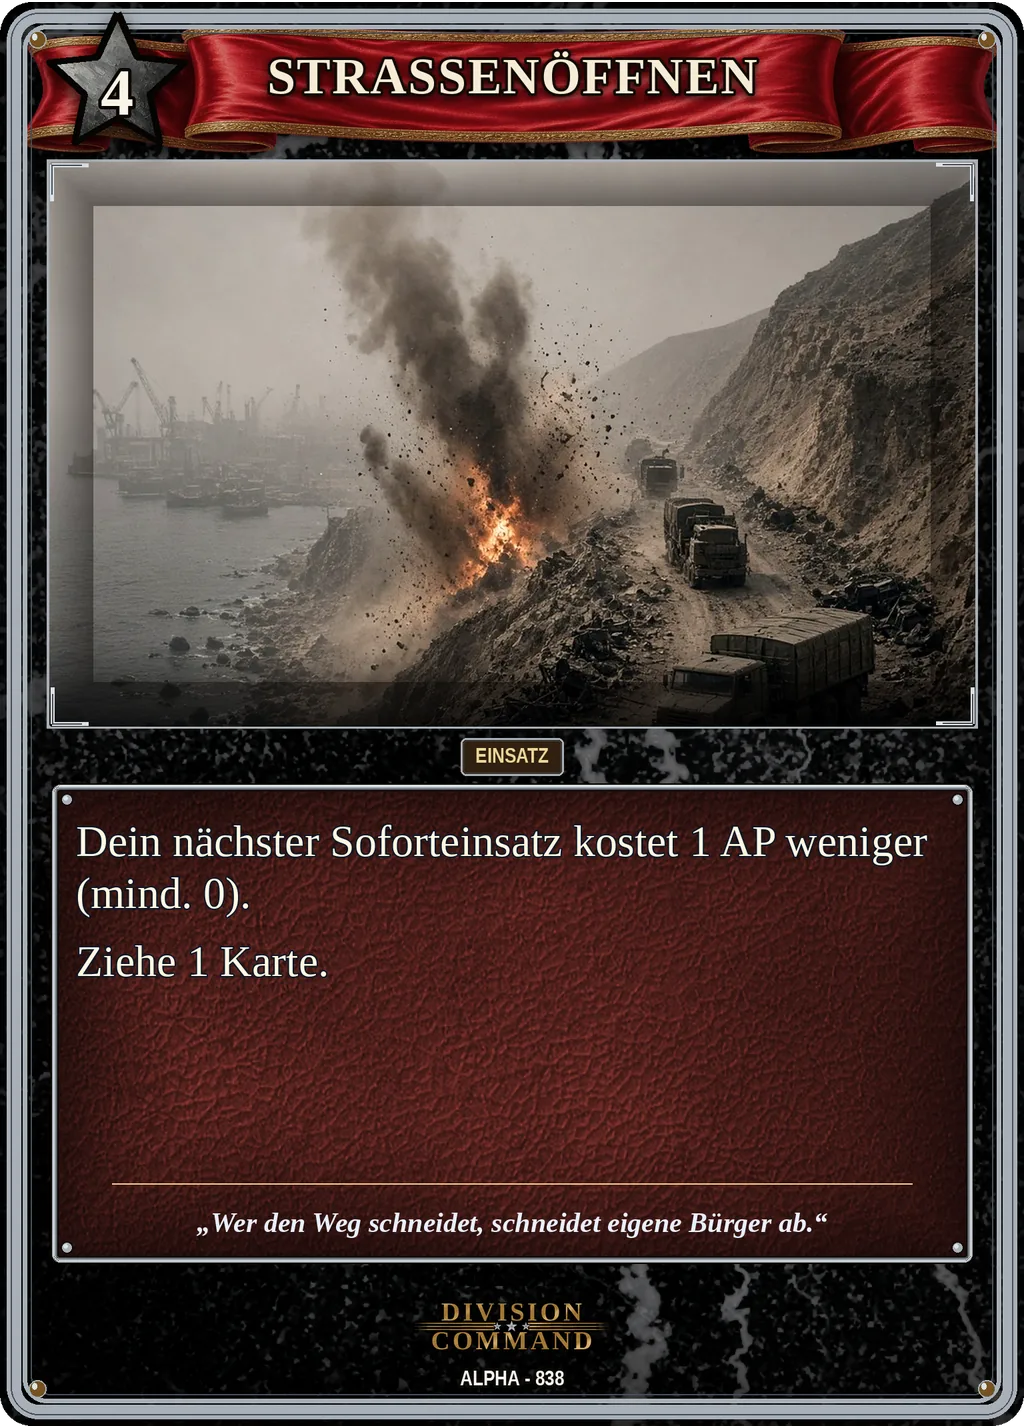 4
STRASSENÖFFNEN
EINSATZ
Dein nächster Soforteinsatz kostet 1 AP weniger
(mind. 0).
Ziehe 1 Karte.
„Wer den Weg schneidet, schneidet eigene Bürger ab.“
DIVISION
COMMAND
ALPHA - 838